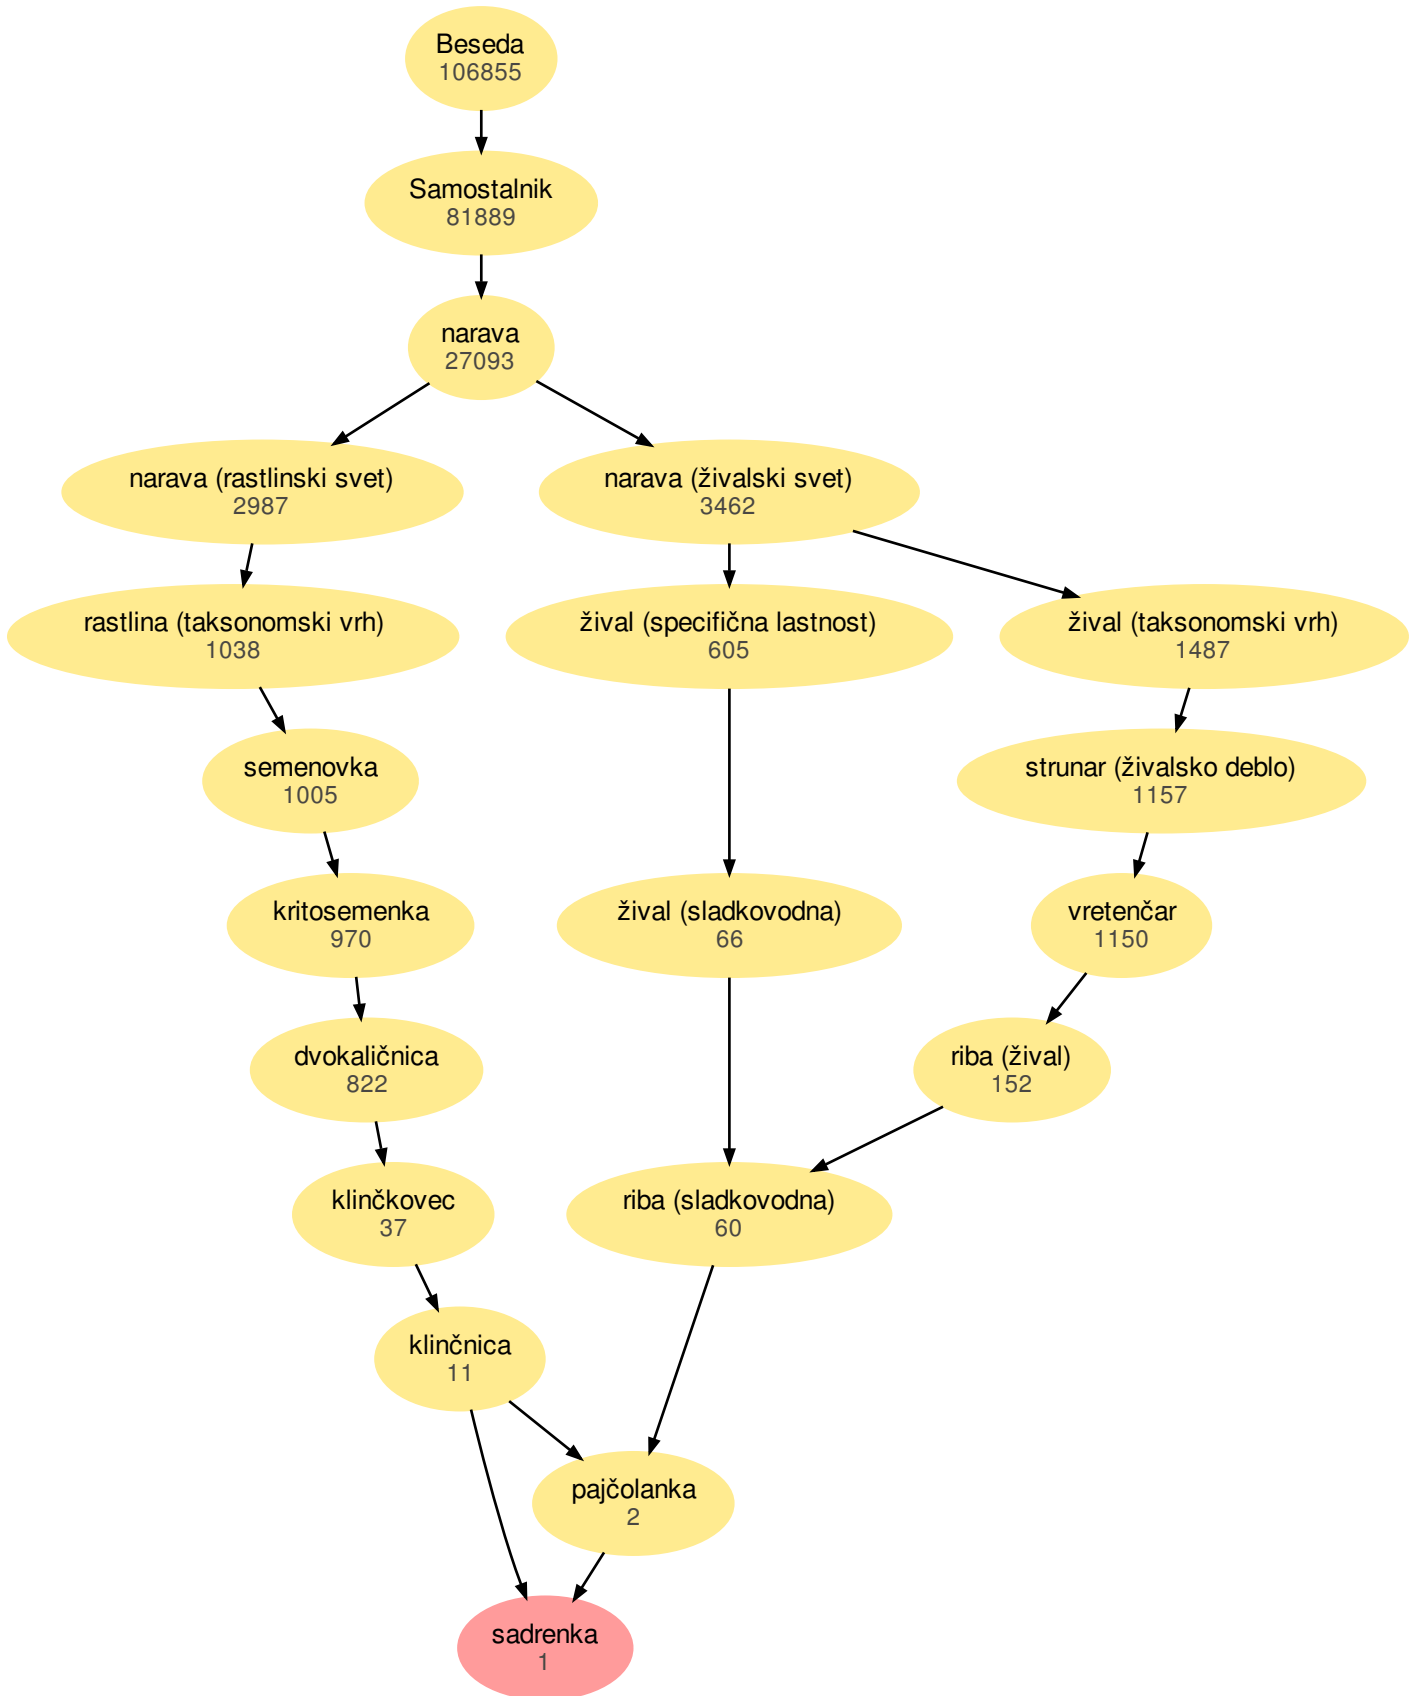 Beseda
106855
Samostalnik
81889
narava
27093
narava (rastlinski svet)
2987
narava (živalski svet)
3462
rastlina (taksonomski vrh)
1038
žival (specifična lastnost)
605
žival (taksonomski vrh)
1487
semenovka
1005
strunar (živalsko deblo)
1157
kritosemenka
970
žival (sladkovodna)
66
vretenčar
1150
dvokaličnica
822
riba (žival)
152
klinčkovec
37
riba (sladkovodna)
60
klinčnica
11
pajčolanka
2
sadrenka
1